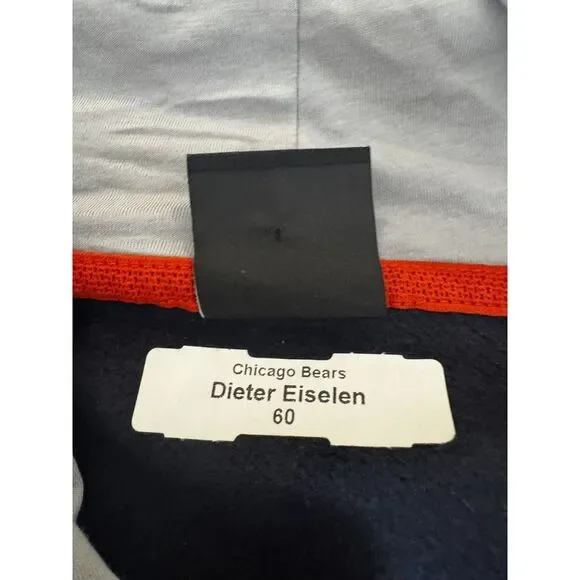 Chicago Bears
Dieter Eiselen
60